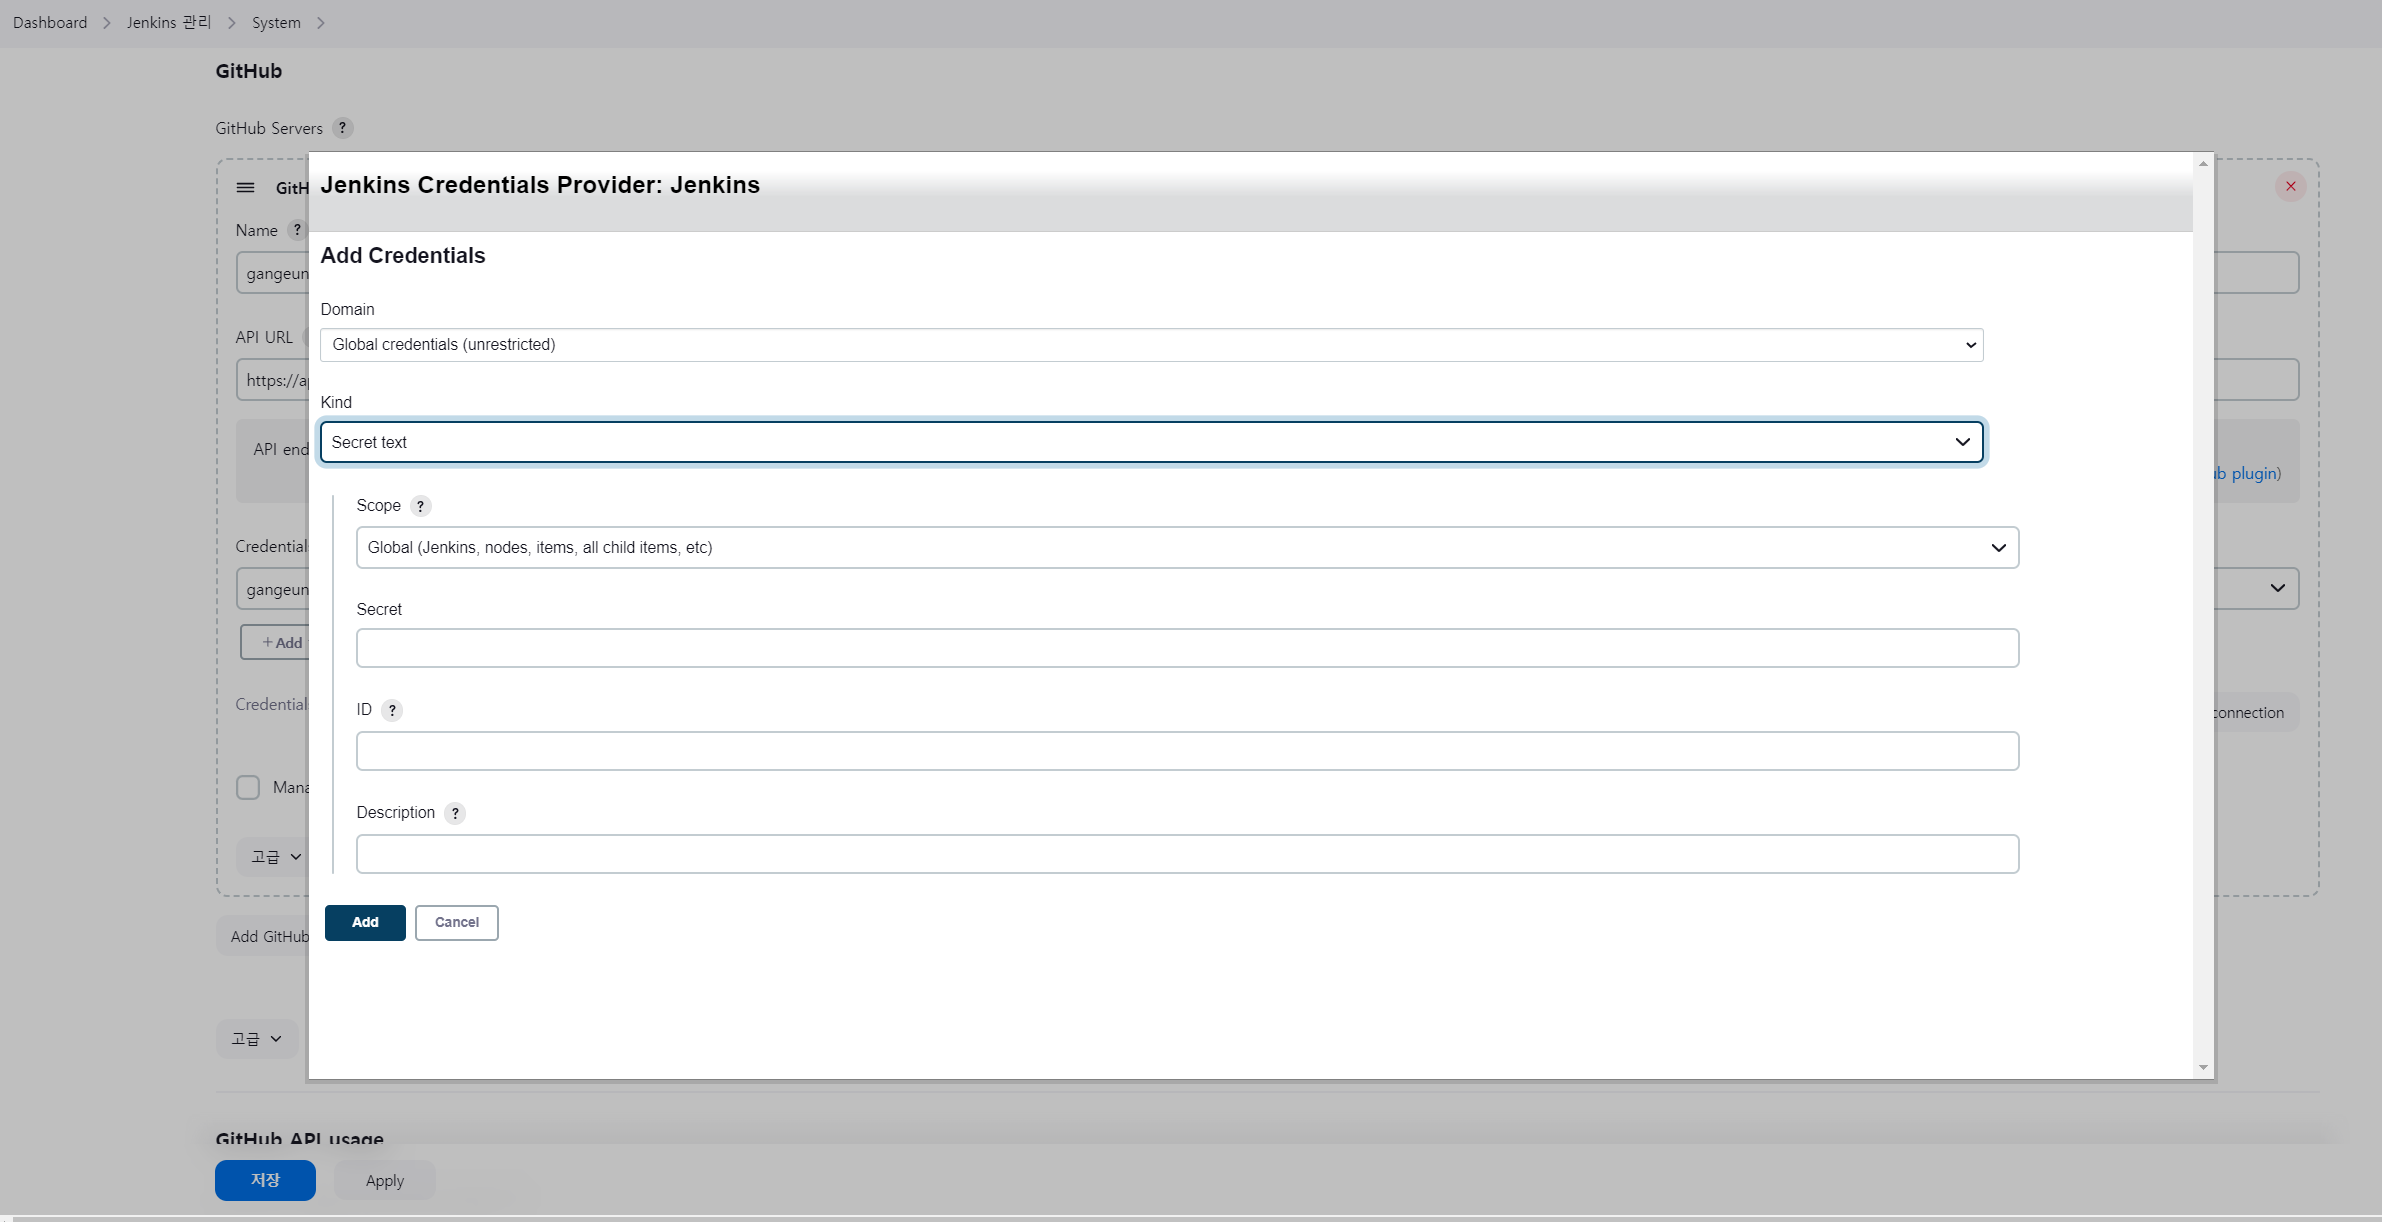 Dashboard > Jenkins 관리 > System >
GitHub
GitHub Servers ?
GitH
Name ?
gangeun
API URL
https://ap
API end
ub plugin)
Credential
gangeun
+ Add
Credential
connection
Mana
고급
Add GitHub
고급
Jenkins Credentials Provider: Jenkins
Add Credentials
Domain
Global credentials (unrestricted)
Kind
Secret text
Scope ?
Global (Jenkins, nodes, items, all child items, etc)
Secret
ID ?
Description ?
Add Cancel
GitHub API usage
저장 Apply